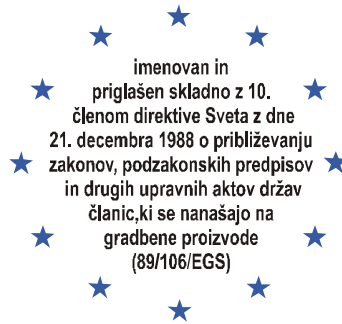 imenovan in
priglašen skladno z 10.
členom direktive Sveta z dne
21. decembra 1988 o približevanju
zakonov, podzakonskih predpisov
in drugih upravnih aktov držav
članic,ki se nanašajo na
gradbene proizvode
(89/106/EGS)